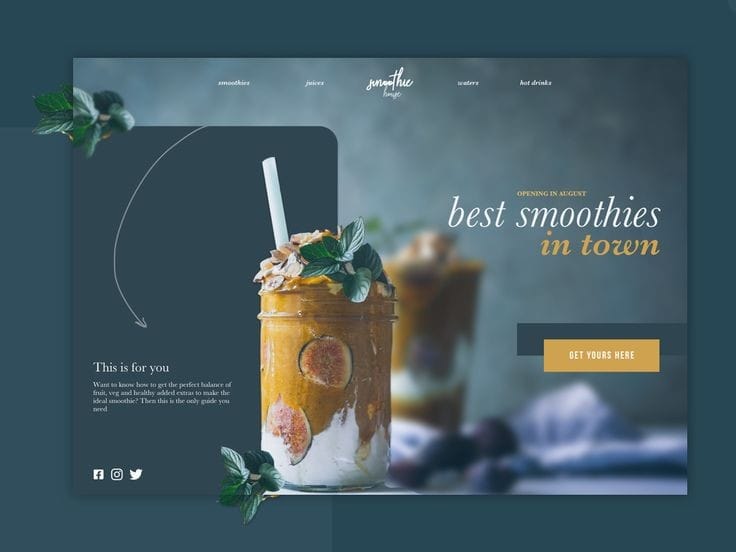 smoothies
juices
smoothie
house
waters
hot drinks
OPENING IN AUGUST
best smoothies
in town
GET YOURS HERE
This is for you
Want to know how to get the perfect balance of
fruit, veg and healthy added extras to make the
ideal smoothie? Then this is the only guide you
need